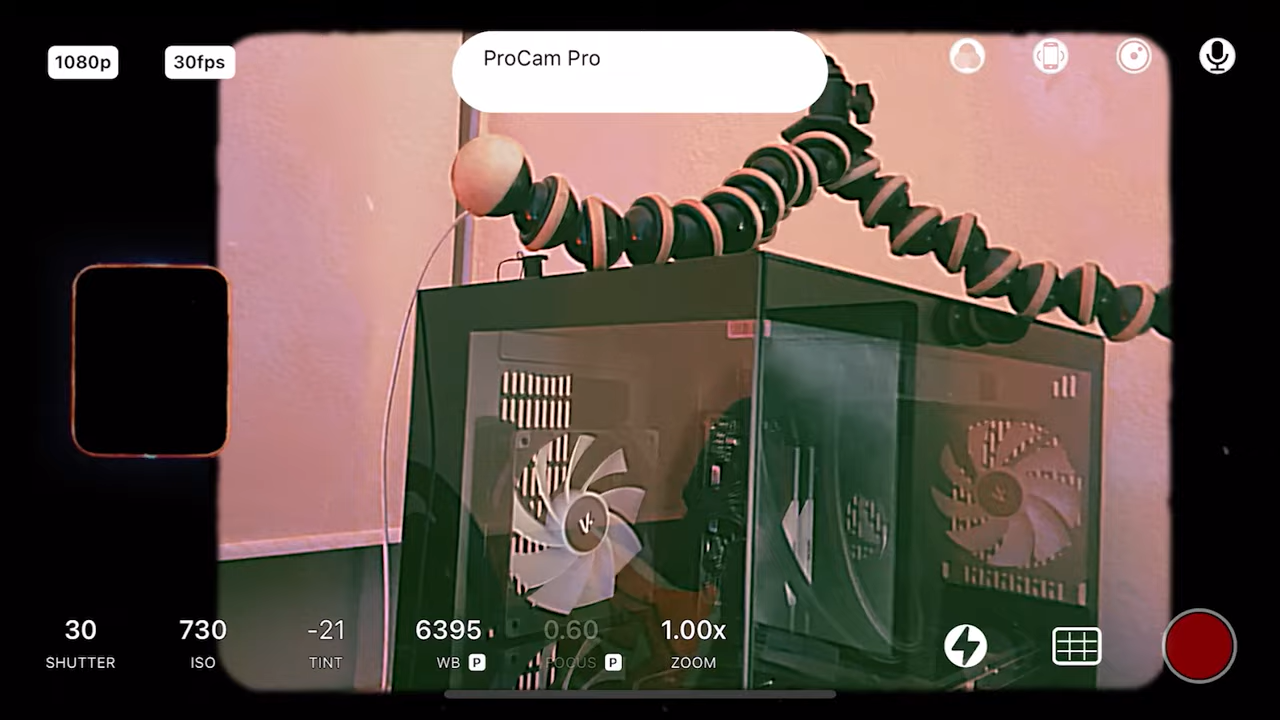 1080p
30fps
ProCam Pro
30
730
-21
6395
0.60
1.00x
SHUTTER
ISO
TINT
WB P
FOCUS P
ZOOM